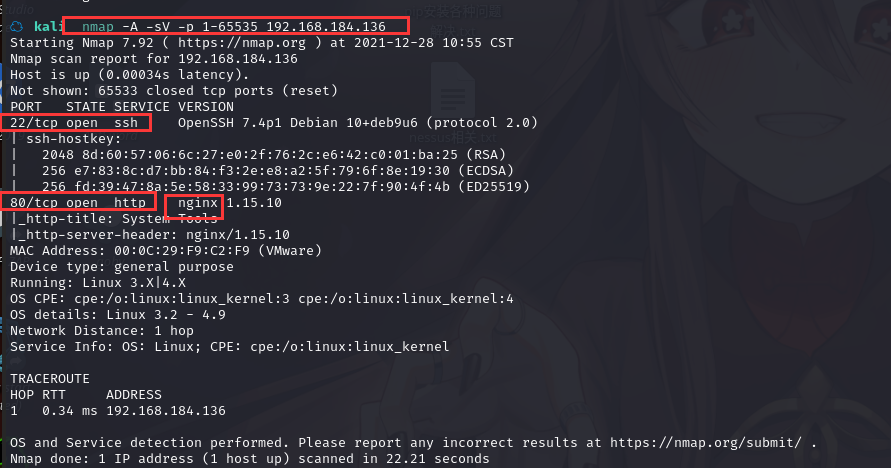 kali nmap -A -sV -p 1-65535 192.168.184.136
Starting Nmap 7.92 ( https://nmap.org ) at 2021-12-28 10:55 CST
Nmap scan report for 192.168.184.136
Host is up (0.00034s latency).
Not shown: 65533 closed tcp ports (reset)
PORT   STATE SERVICE VERSION
22/tcp open  ssh     OpenSSH 7.4p1 Debian 10+deb9u6 (protocol 2.0)
| ssh-hostkey:
|   2048 8d:60:57:06:6c:27:e0:2f:76:2c:e6:42:c0:01:ba:25 (RSA)
|   256 e7:83:8c:d7:bb:84:f3:2e:e8:a2:5f:79:6f:8e:19:30 (ECDSA)
|   256 fd:39:47:8a:5e:58:33:99:73:73:9e:22:7f:90:4f:4b (ED25519)
80/tcp open  http    nginx 1.15.10
|_http-title: System Tools
|_http-server-header: nginx/1.15.10
MAC Address: 00:0C:29:F9:C2:F9 (VMware)
Device type: general purpose
Running: Linux 3.X|4.X
OS CPE: cpe:/o:linux:linux_kernel:3 cpe:/o:linux:linux_kernel:4
OS details: Linux 3.2 - 4.9
Network Distance: 1 hop
Service Info: OS: Linux; CPE: cpe:/o:linux:linux_kernel
TRACEROUTE
HOP RTT     ADDRESS
1   0.34 ms 192.168.184.136
OS and Service detection performed. Please report any incorrect results at https://nmap.org/submit/ .
Nmap done: 1 IP address (1 host up) scanned in 22.21 seconds